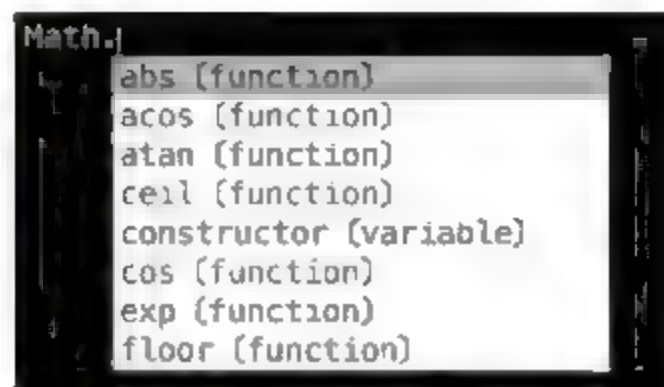 Math.
abs (function)
acos (function)
atan (function)
ceil (function)
constructor (variable)
cos (function)
exp (function)
floor (function)